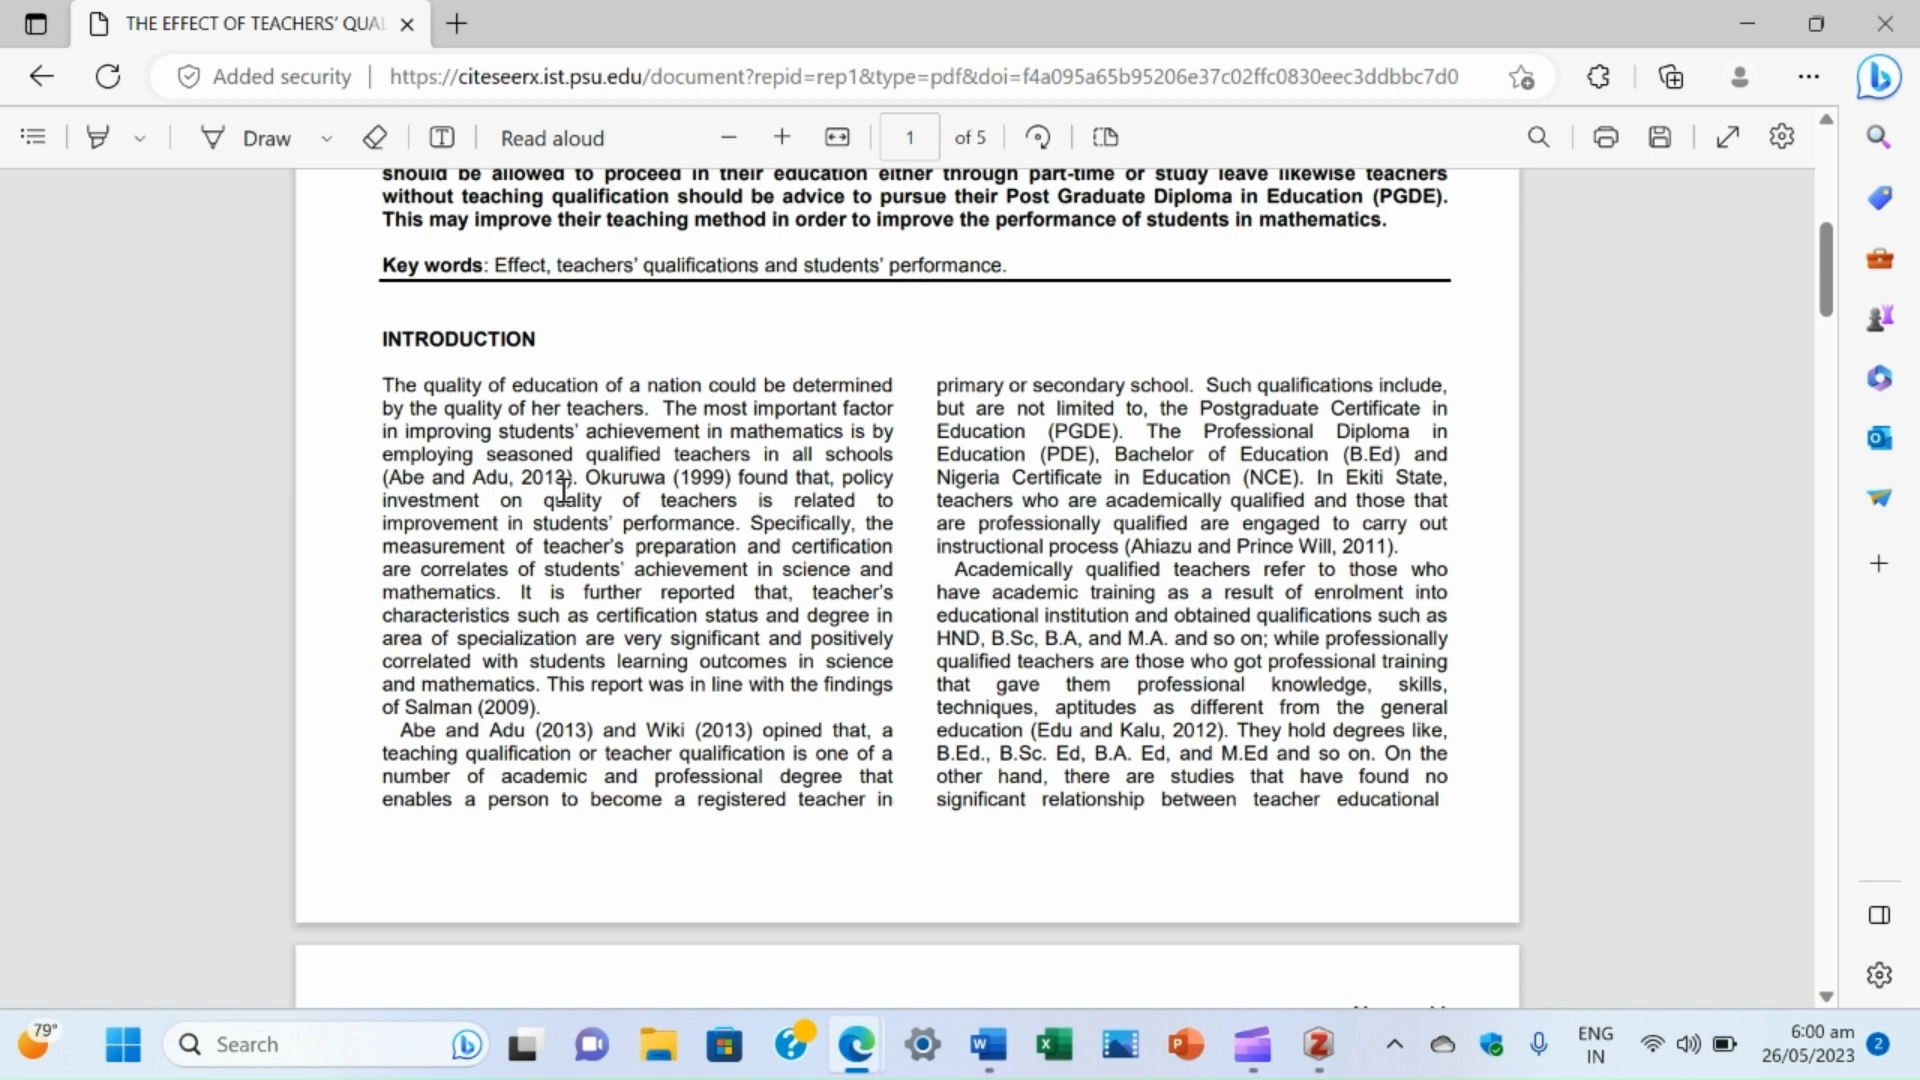 THE EFFECT OF TEACHERS' QUAL
Added security
https://citeseerx.ist.psu.edu/document?repid=rep1&type=pdf&doi=f4a095a65b95206e37c02ffc0830eec3ddbbc7d0
Draw
Read aloud
1 of 5
should be allowed to proceed in their education either through part-time or study leave likewise teachers
without teaching qualification should be advice to pursue their Post Graduate Diploma in Education (PGDE).
This may improve their teaching method in order to improve the performance of students in mathematics.
Key words: Effect, teachers' qualifications and students' performance.
INTRODUCTION
The quality of education of a nation could be determined
by the quality of her teachers. The most important factor
in improving students' achievement in mathematics is by
employing seasoned qualified teachers in all schools
(Abe and Adu, 2013). Okuruwa (1999) found that, policy
investment on quality of teachers is related to
improvement in students' performance. Specifically, the
measurement of teacher's preparation and certification
are correlates of students' achievement in science and
mathematics. It is further reported that, teacher's
characteristics such as certification status and degree in
area of specialization are very significant and positively
correlated with students learning outcomes in science
and mathematics. This report was in line with the findings
of Salman (2009).
Abe and Adu (2013) and Wiki (2013) opined that, a
teaching qualification or teacher qualification is one of a
number of academic and professional degree that
enables a person to become a registered teacher in
primary or secondary school. Such qualifications include,
but are not limited to, the Postgraduate Certificate in
Education (PGDE). The Professional Diploma in
Education (PDE), Bachelor of Education (B.Ed) and
Nigeria Certificate in Education (NCE). In Ekiti State,
teachers who are academically qualified and those that
are professionally qualified are engaged to carry out
instructional process (Ahiazu and Prince Will, 2011).
Academically qualified teachers refer to those who
have academic training as a result of enrolment into
educational institution and obtained qualifications such as
HND, B.Sc, B.A, and M.A. and so on; while professionally
qualified teachers are those who got professional training
that gave them professional knowledge, skills,
techniques, aptitudes as different from the general
education (Edu and Kalu, 2012). They hold degrees like,
B.Ed., B.Sc. Ed, B.A. Ed, and M.Ed and so on. On the
other hand, there are studies that have found no
significant relationship between teacher educational
79°
Search
ENG
IN
6:00 am
26/05/2023
2